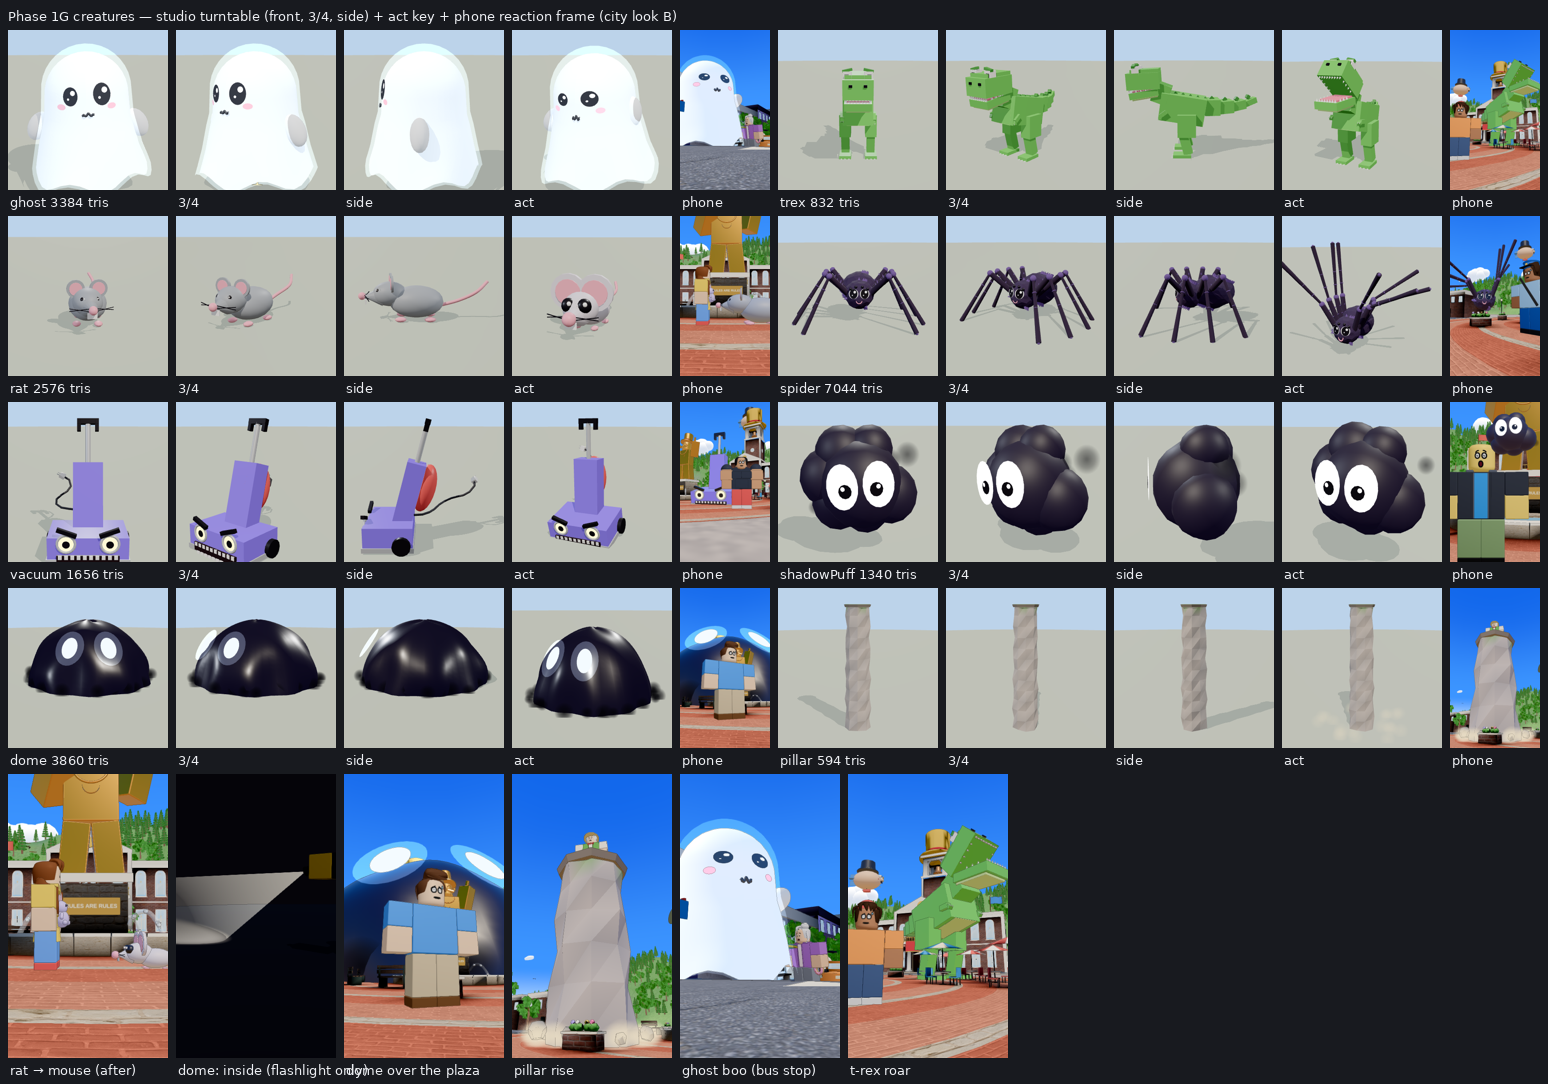 Phase 1G creatures — studio turntable (front, 3/4, side) + act key + phone reaction frame (city look B)
ghost 3384 tris 3/4 side act phone trex 832 tris 3/4 side act phone
rat 2576 tris 3/4 side act phone spider 7044 tris 3/4 side act phone
vacuum 1656 tris 3/4 side act phone shadowPuff 1340 tris 3/4 side act phone
dome 3860 tris 3/4 side act phone pillar 594 tris 3/4 side act phone
RULES ARE RULES
rat → mouse (after) dome: inside (flashlight only) dome over the plaza pillar rise ghost boo (bus stop) t-rex roar